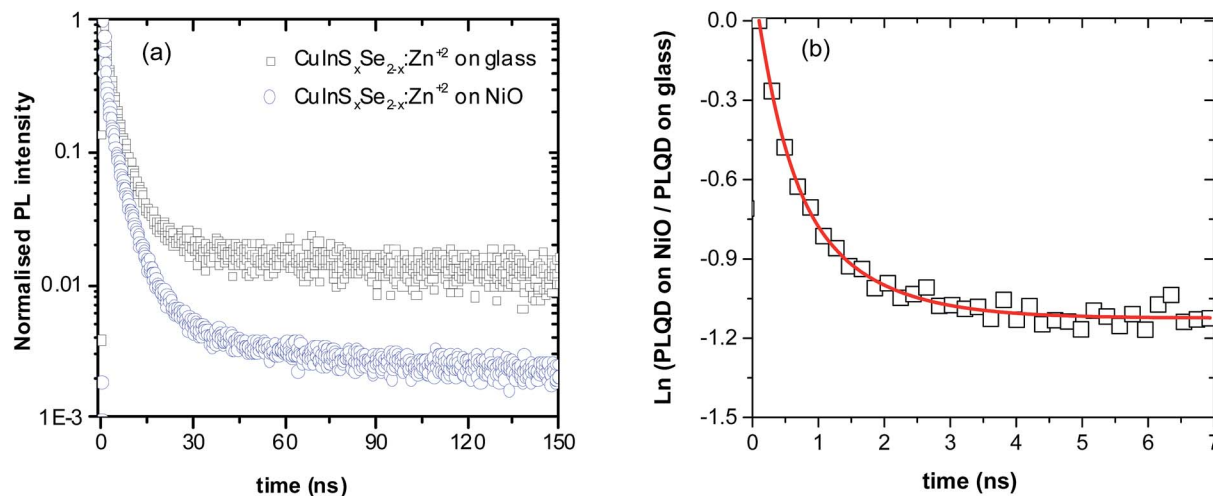 (a)
CuInSₓSe₂₋ₓ:Zn⁺² on glass
CuInSₓSe₂₋ₓ:Zn⁺² on NiO
Normalised PL intensity
1
0.1
0.01
1E-3
0 30 60 90 120 150
time (ns)
(b)
Ln (PLQD on NiO / PLQD on glass)
0.0
-0.3
-0.6
-0.9
-1.2
-1.5
0 1 2 3 4 5 6 7
time (ns)